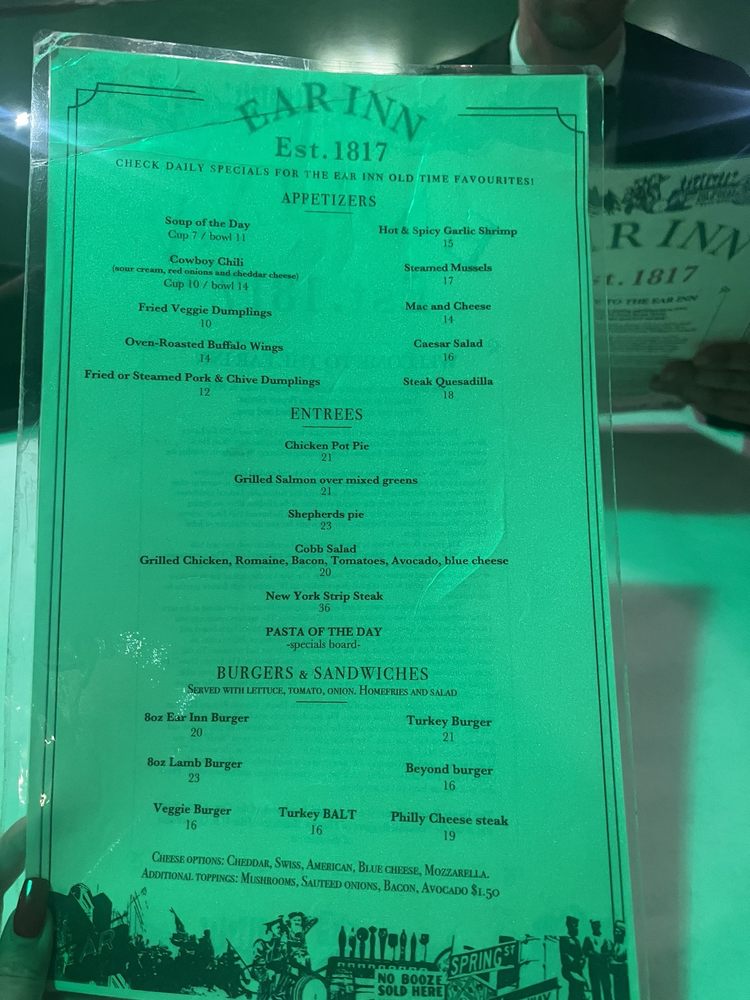 EAR INN
Est. 1817
CHECK DAILY SPECIALS FOR THE EAR INN OLD TIME FAVOURITES!
APPETIZERS
Soup of the Day
Cup 7 / bowl 11
Cowboy Chili
(sour cream, red onions and cheddar cheese)
Cup 10 / bowl 14
Fried Veggie Dumplings
10
Oven-Roasted Buffalo Wings
14
Fried or Steamed Pork & Chive Dumplings
12
Hot & Spicy Garlic Shrimp
15
Steamed Mussels
17
Mac and Cheese
14
Caesar Salad
16
Steak Quesadilla
18
ENTREES
Chicken Pot Pie
21
Grilled Salmon over mixed greens
21
Shepherds pie
23
Cobb Salad
Grilled Chicken, Romaine, Bacon, Tomatoes, Avocado, blue cheese
20
New York Strip Steak
36
PASTA OF THE DAY
-specials board-
BURGERS & SANDWICHES
SERVED WITH LETTUCE, TOMATO, ONION. HOMEFRIES AND SALAD
8oz Ear Inn Burger
20
Turkey Burger
21
8oz Lamb Burger
23
Beyond burger
16
Veggie Burger
16
Turkey BALT
16
Philly Cheese steak
19
CHEESE OPTIONS: CHEDDAR, SWISS, AMERICAN, BLUE CHEESE, MOZZARELLA.
ADDITIONAL TOPPINGS: MUSHROOMS, SAUTEED ONIONS, BACON, AVOCADO $1.50
EAR
NO BOOZE
SOLD HERE
SPRING ST
AR INN
st. 1817
TO THE EAR INN